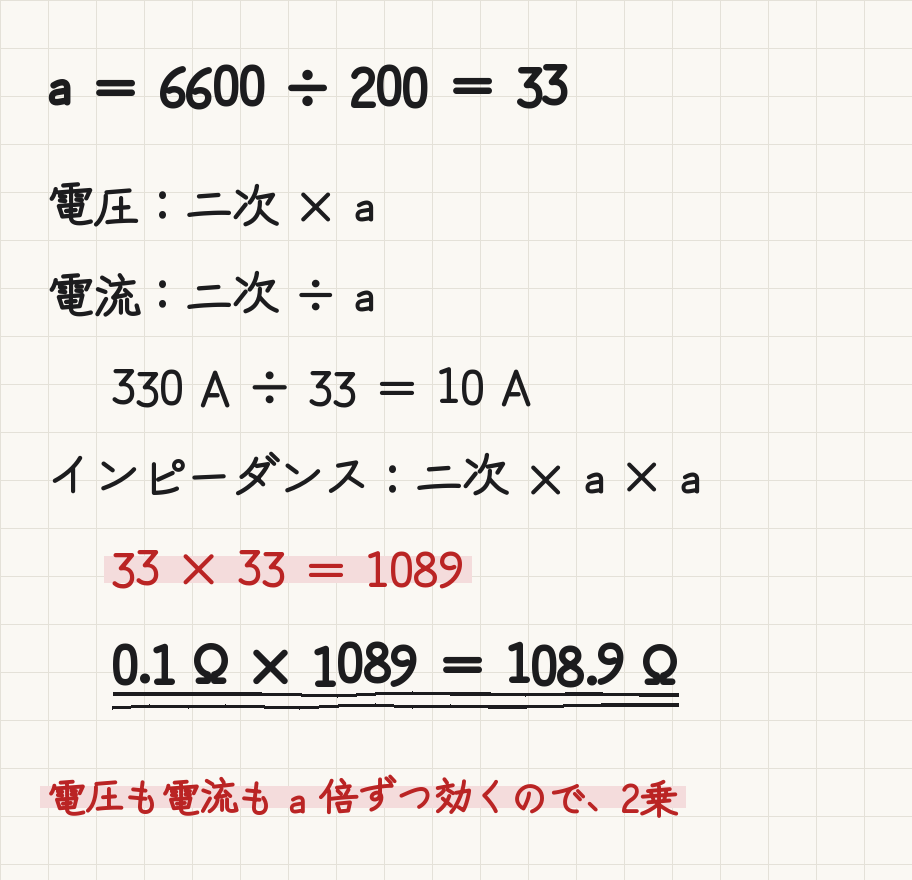 a = 6600 ÷ 200 = 33
電圧：二次 × a
電流：二次 ÷ a
330 A ÷ 33 = 10 A
インピーダンス：二次 × a × a
33 × 33 = 1089
0.1 Ω × 1089 = 108.9 Ω
電圧も電流も a 倍ずつ効くので、2乗